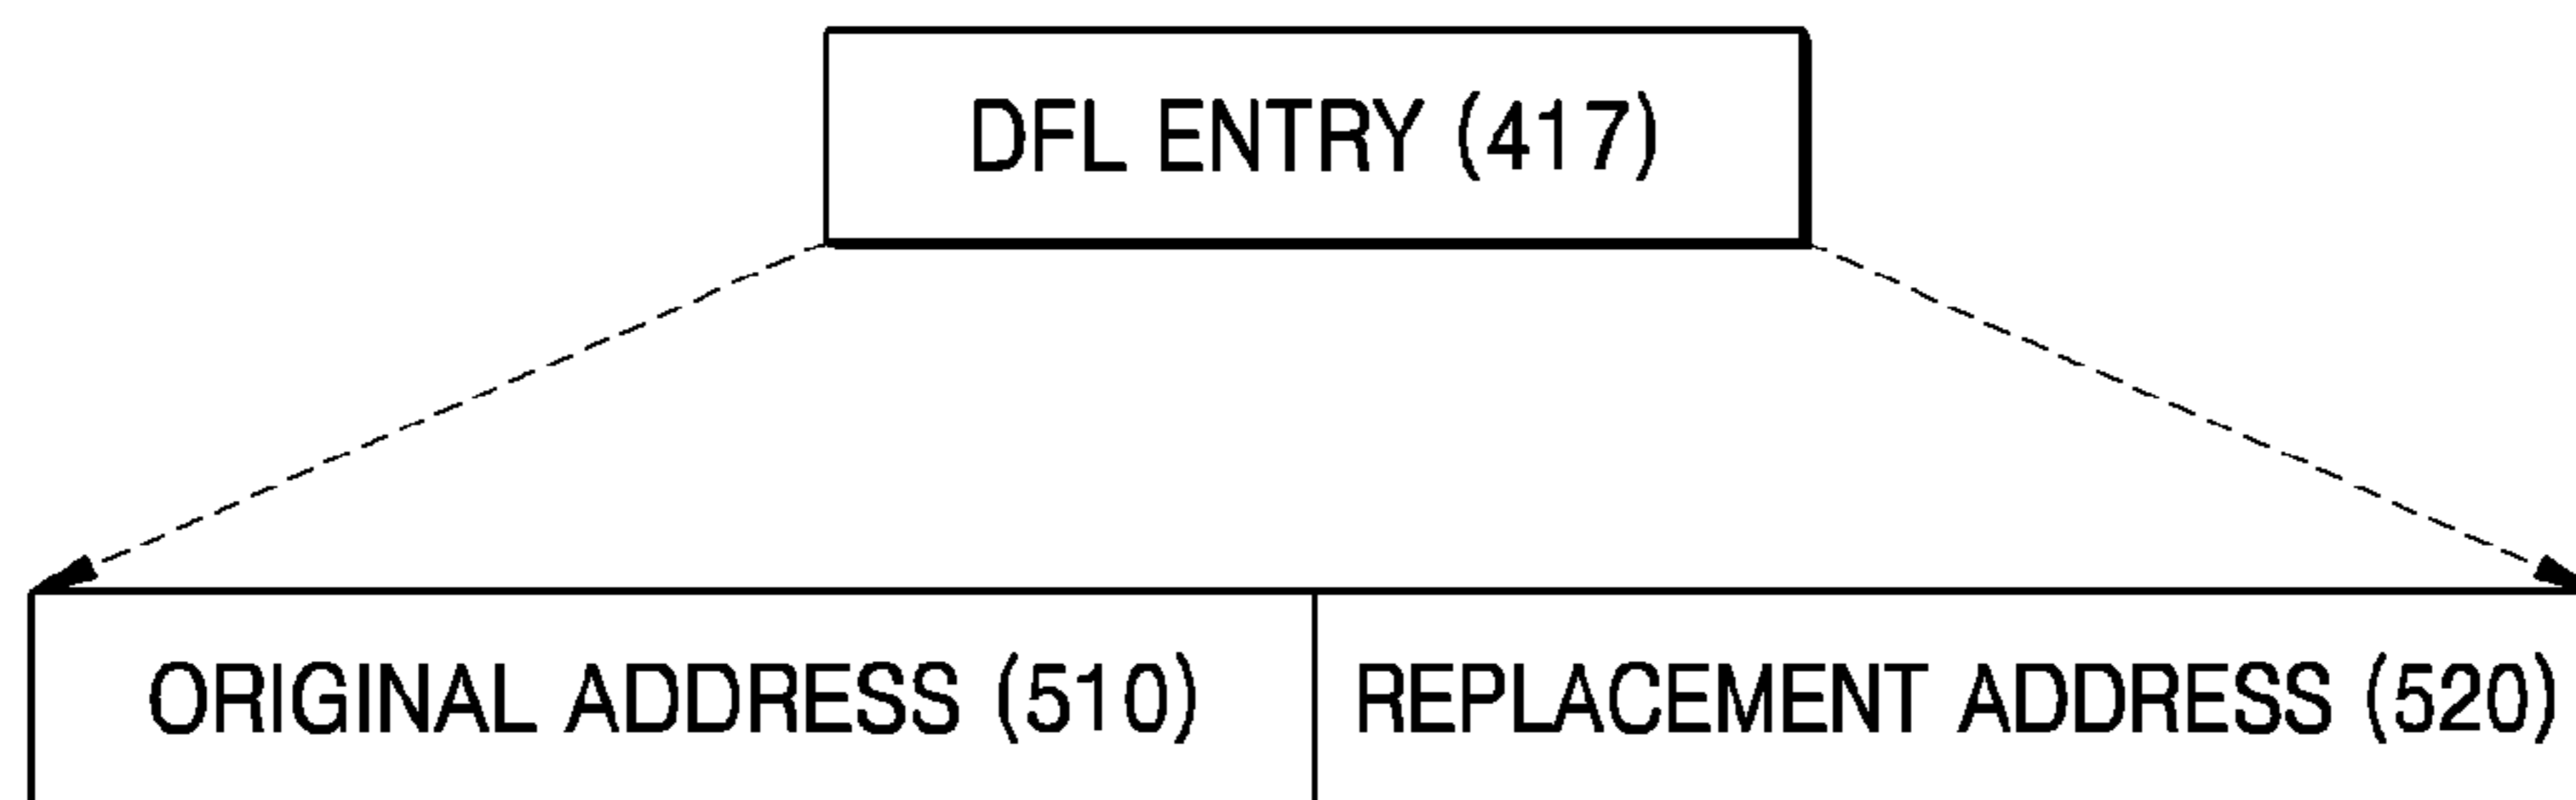 DFL ENTRY (417)
ORIGINAL ADDRESS (510)
REPLACEMENT ADDRESS (520)